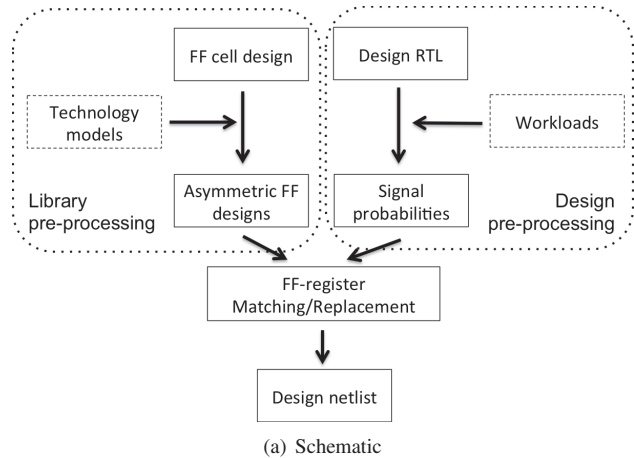 FF cell design
Design RTL
Technology
models
Workloads
Library
pre-processing
Asymmetric FF
designs
Signal
probabilities
Design
pre-processing
FF-register
Matching/Replacement
Design netlist
(a) Schematic